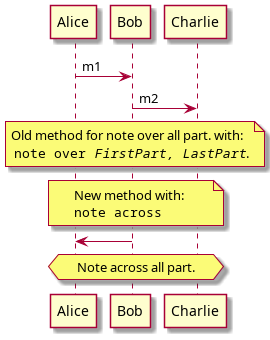 Alice Bob Charlie
m1
m2
Old method for note over all part. with:
note over FirstPart, LastPart.
New method with:
note across
Note across all part.
Alice Bob Charlie